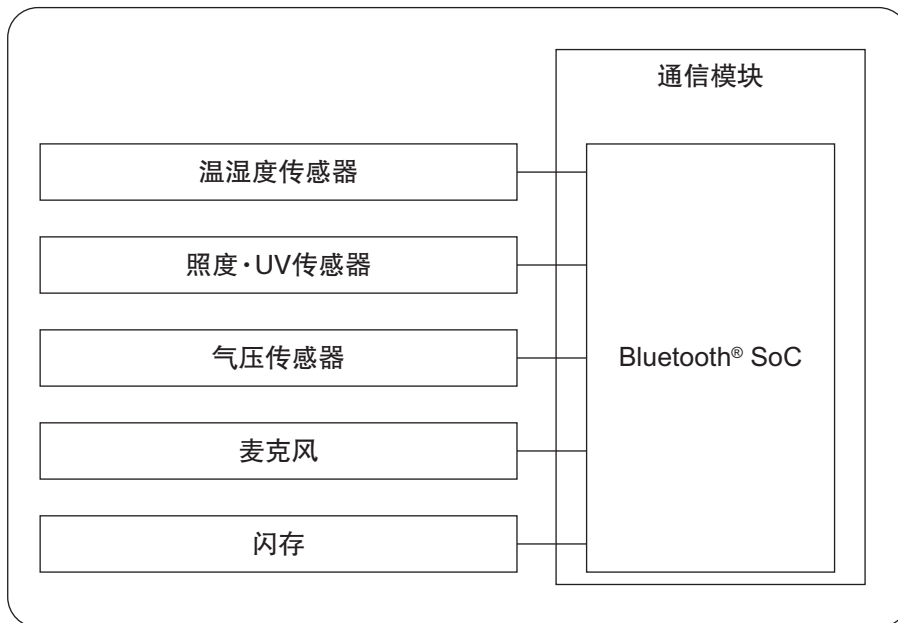 通信模块
温湿度传感器
照度·UV传感器
气压传感器
麦克风
闪存
Bluetooth® SoC